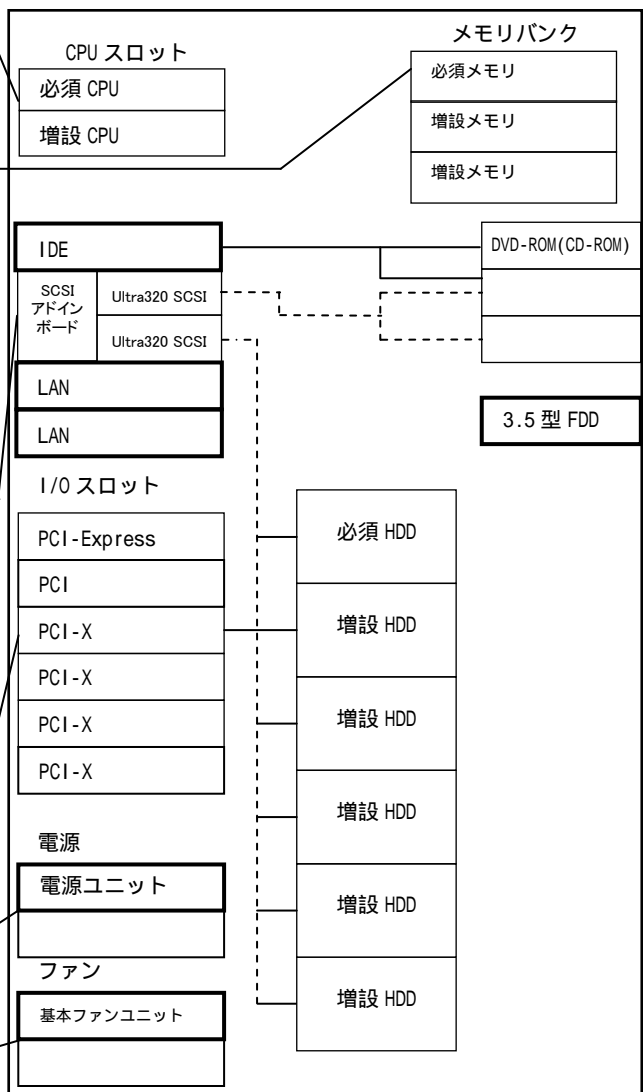 CPU スロット
必須 CPU
増設 CPU
メモリバンク
必須メモリ
増設メモリ
増設メモリ
IDE
SCSI
アドイン
ボード
Ultra320 SCSI
Ultra320 SCSI
LAN
LAN
DVD-ROM(CD-ROM)
3.5 型 FDD
I/O スロット
PCI-Express
PCI
PCI-X
PCI-X
PCI-X
PCI-X
必須 HDD
増設 HDD
増設 HDD
増設 HDD
増設 HDD
増設 HDD
電源
電源ユニット
ファン
基本ファンユニット